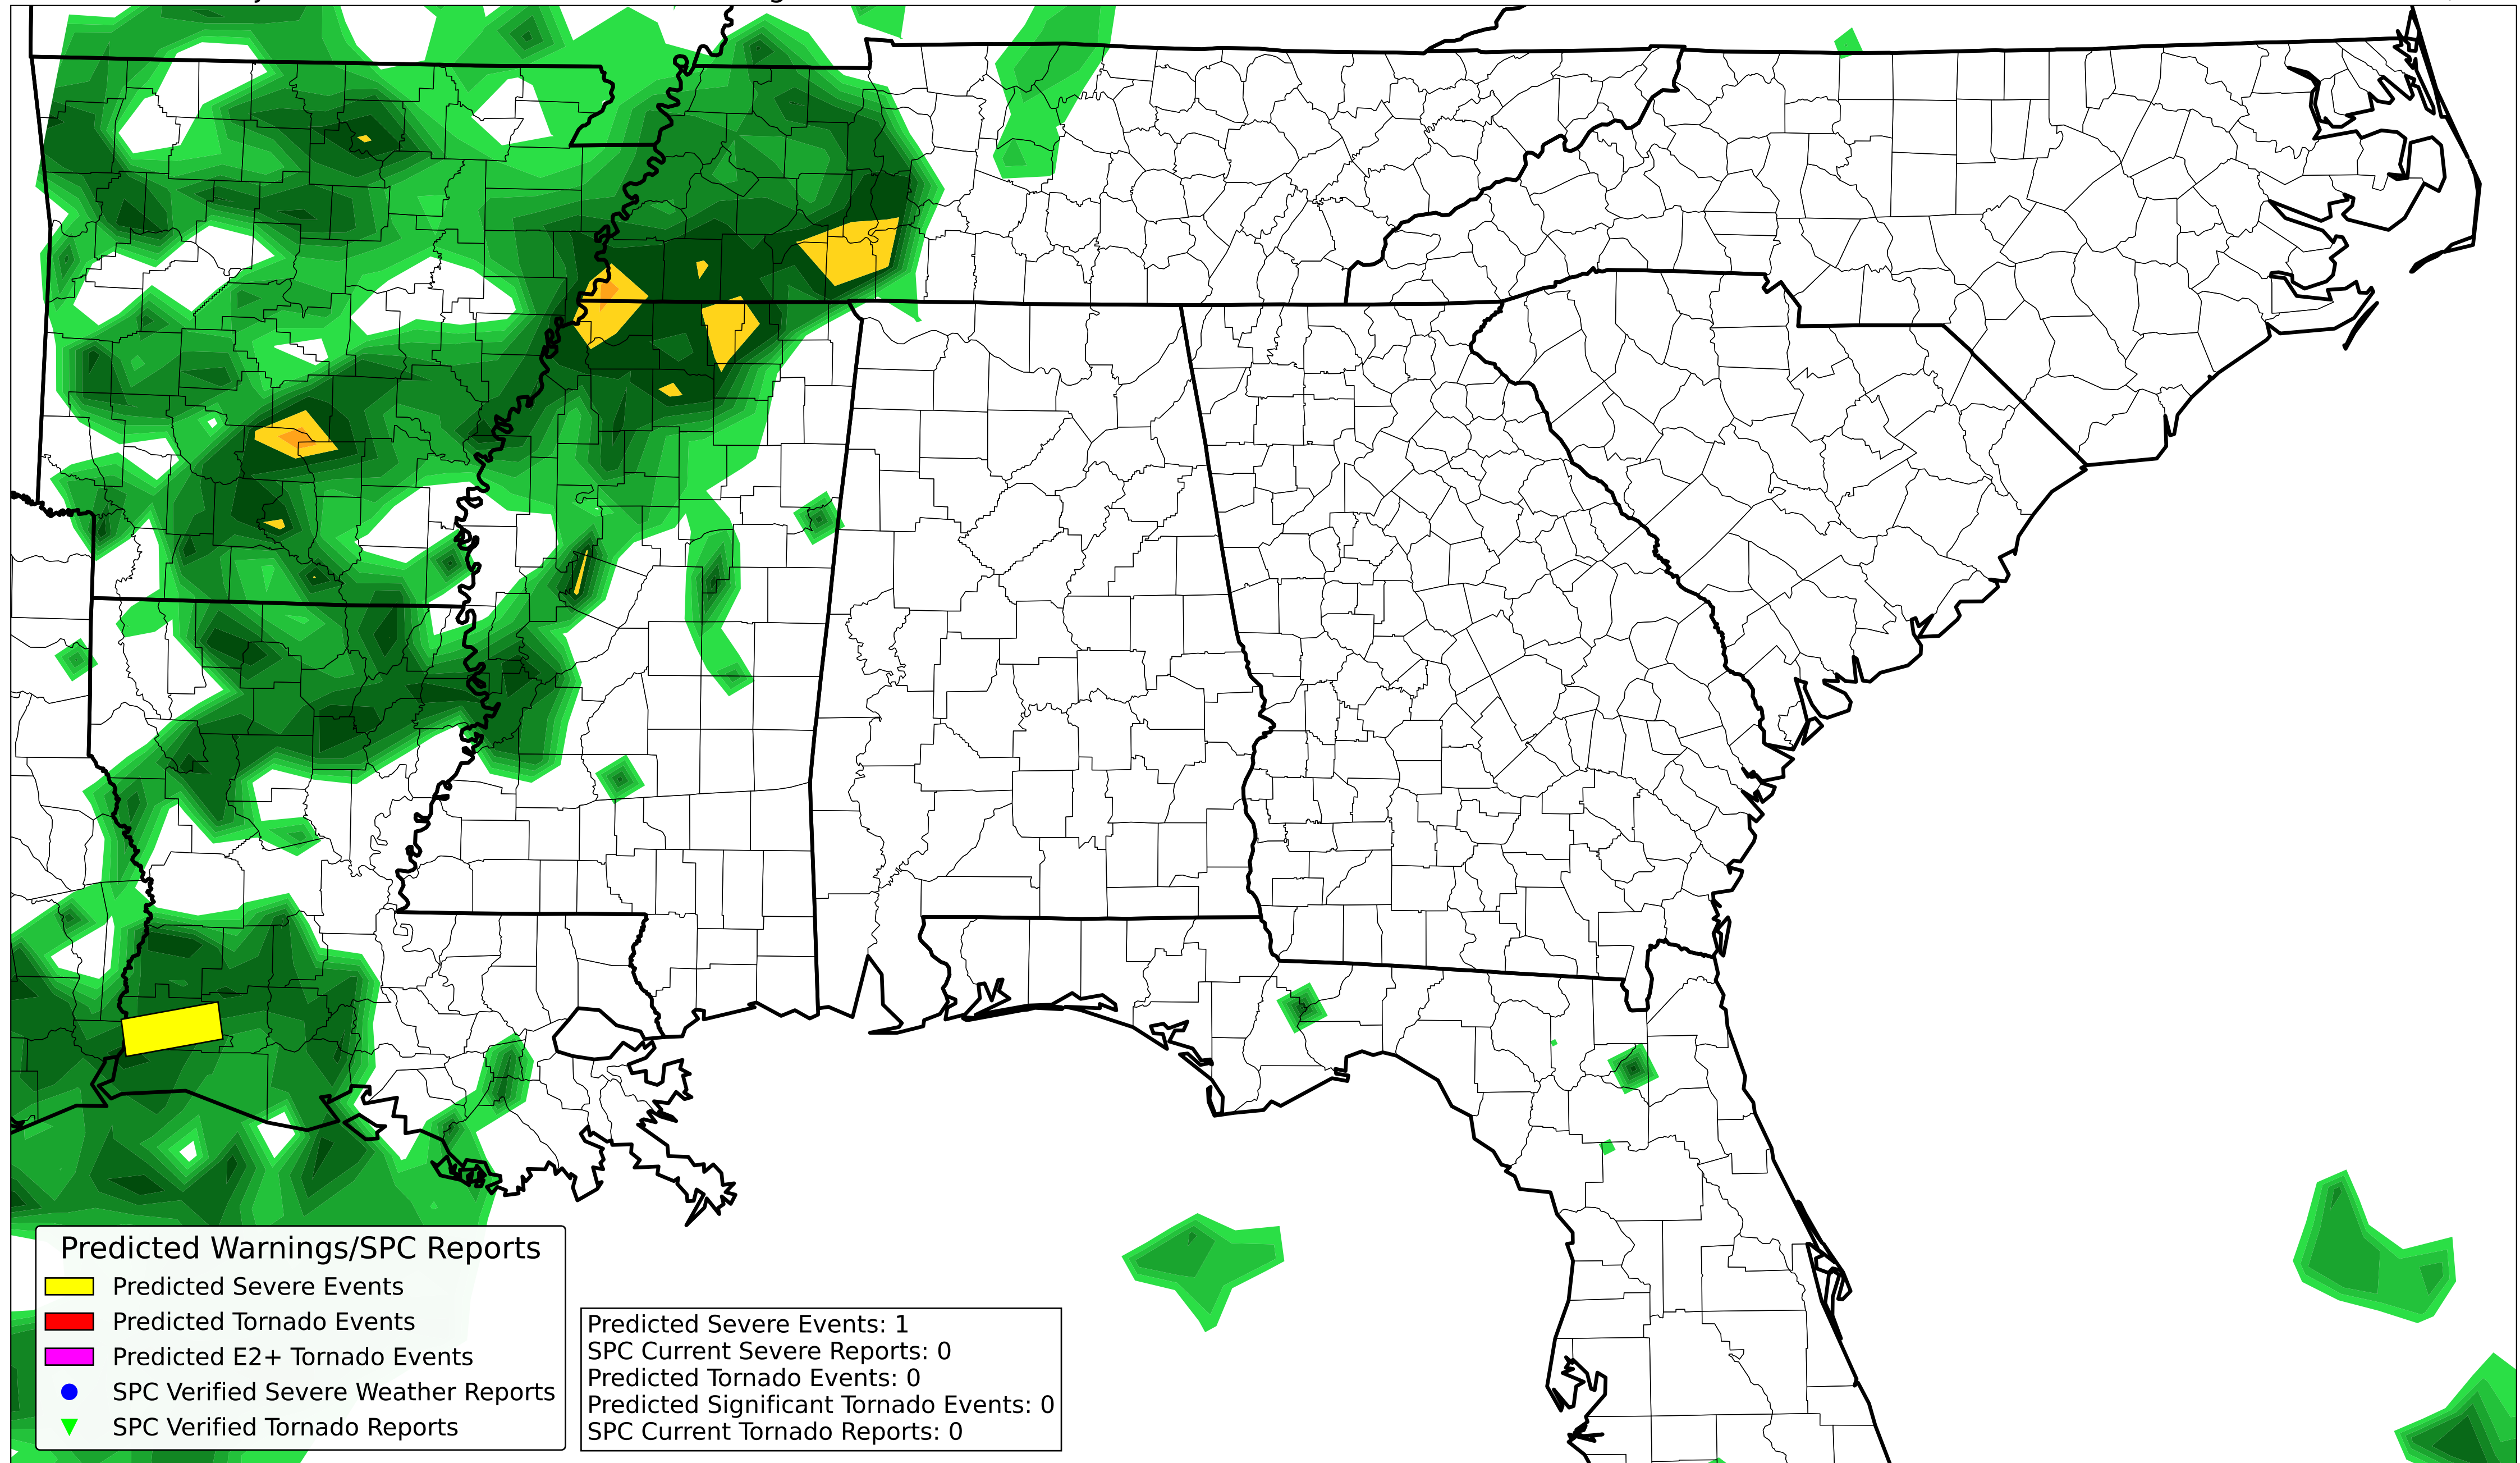 Predicted Warnings/SPC Reports
Predicted Severe Events
Predicted Tornado Events
Predicted E2+ Tornado Events
SPC Verified Severe Weather Reports
SPC Verified Tornado Reports
Predicted Severe Events: 1
SPC Current Severe Reports: 0
Predicted Tornado Events: 0
Predicted Significant Tornado Events: 0
SPC Current Tornado Reports: 0